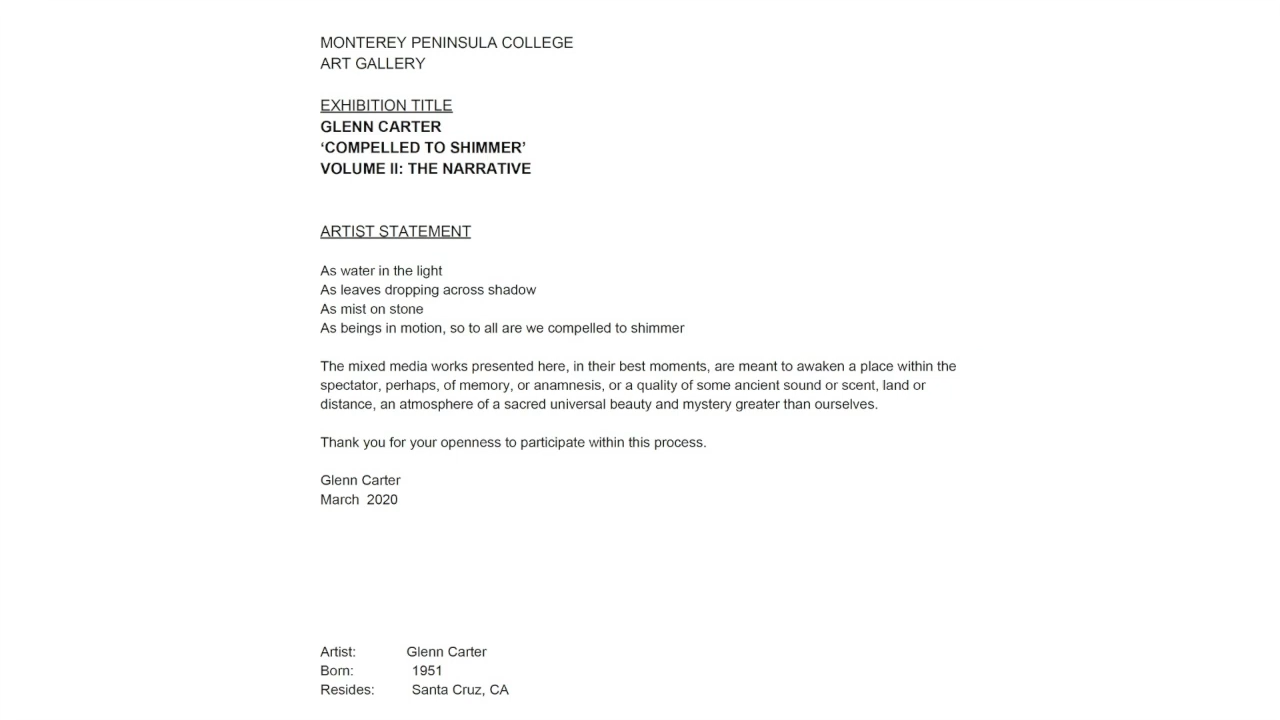 MONTEREY PENINSULA COLLEGE
ART GALLERY
EXHIBITION TITLE
GLENN CARTER
‘COMPELLED TO SHIMMER’
VOLUME II: THE NARRATIVE
ARTIST STATEMENT
As water in the light
As leaves dropping across shadow
As mist on stone
As beings in motion, so to all are we compelled to shimmer
The mixed media works presented here, in their best moments, are meant to awaken a place within the
spectator, perhaps, of memory, or anamnesis, or a quality of some ancient sound or scent, land or
distance, an atmosphere of a sacred universal beauty and mystery greater than ourselves.
Thank you for your openness to participate within this process.
Glenn Carter
March 2020
Artist: Glenn Carter
Born: 1951
Resides: Santa Cruz, CA